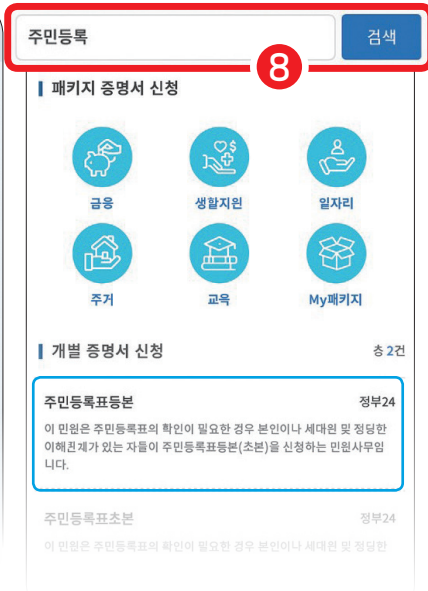 주민등록 검색
8
패키지 증명서 신청
금융 생활지원 일자리
주거 교육 My패키지
개별 증명서 신청 총 2건
주민등록표등본 정부24
이 민원은 주민등록표의 확인이 필요한 경우 본인이나 세대원 및 정당한
이해관계가 있는 자들이 주민등록표등본(초본)을 신청하는 민원사무입
니다.
주민등록표초본 정부24
이 민원은 주민등록표의 확인이 필요한 경우 본인이나 세대원 및 정당한